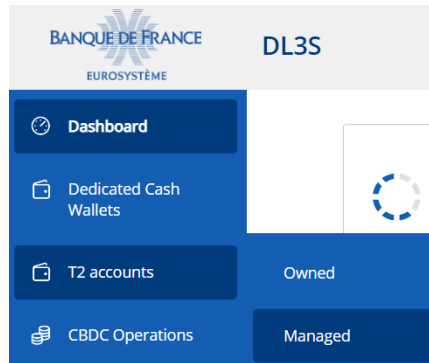 BANQUE DE FRANCE
EUROSYSTÈME
DL3S
Dashboard
Dedicated Cash
Wallets
T2 accounts
Owned
CBDC Operations
Managed